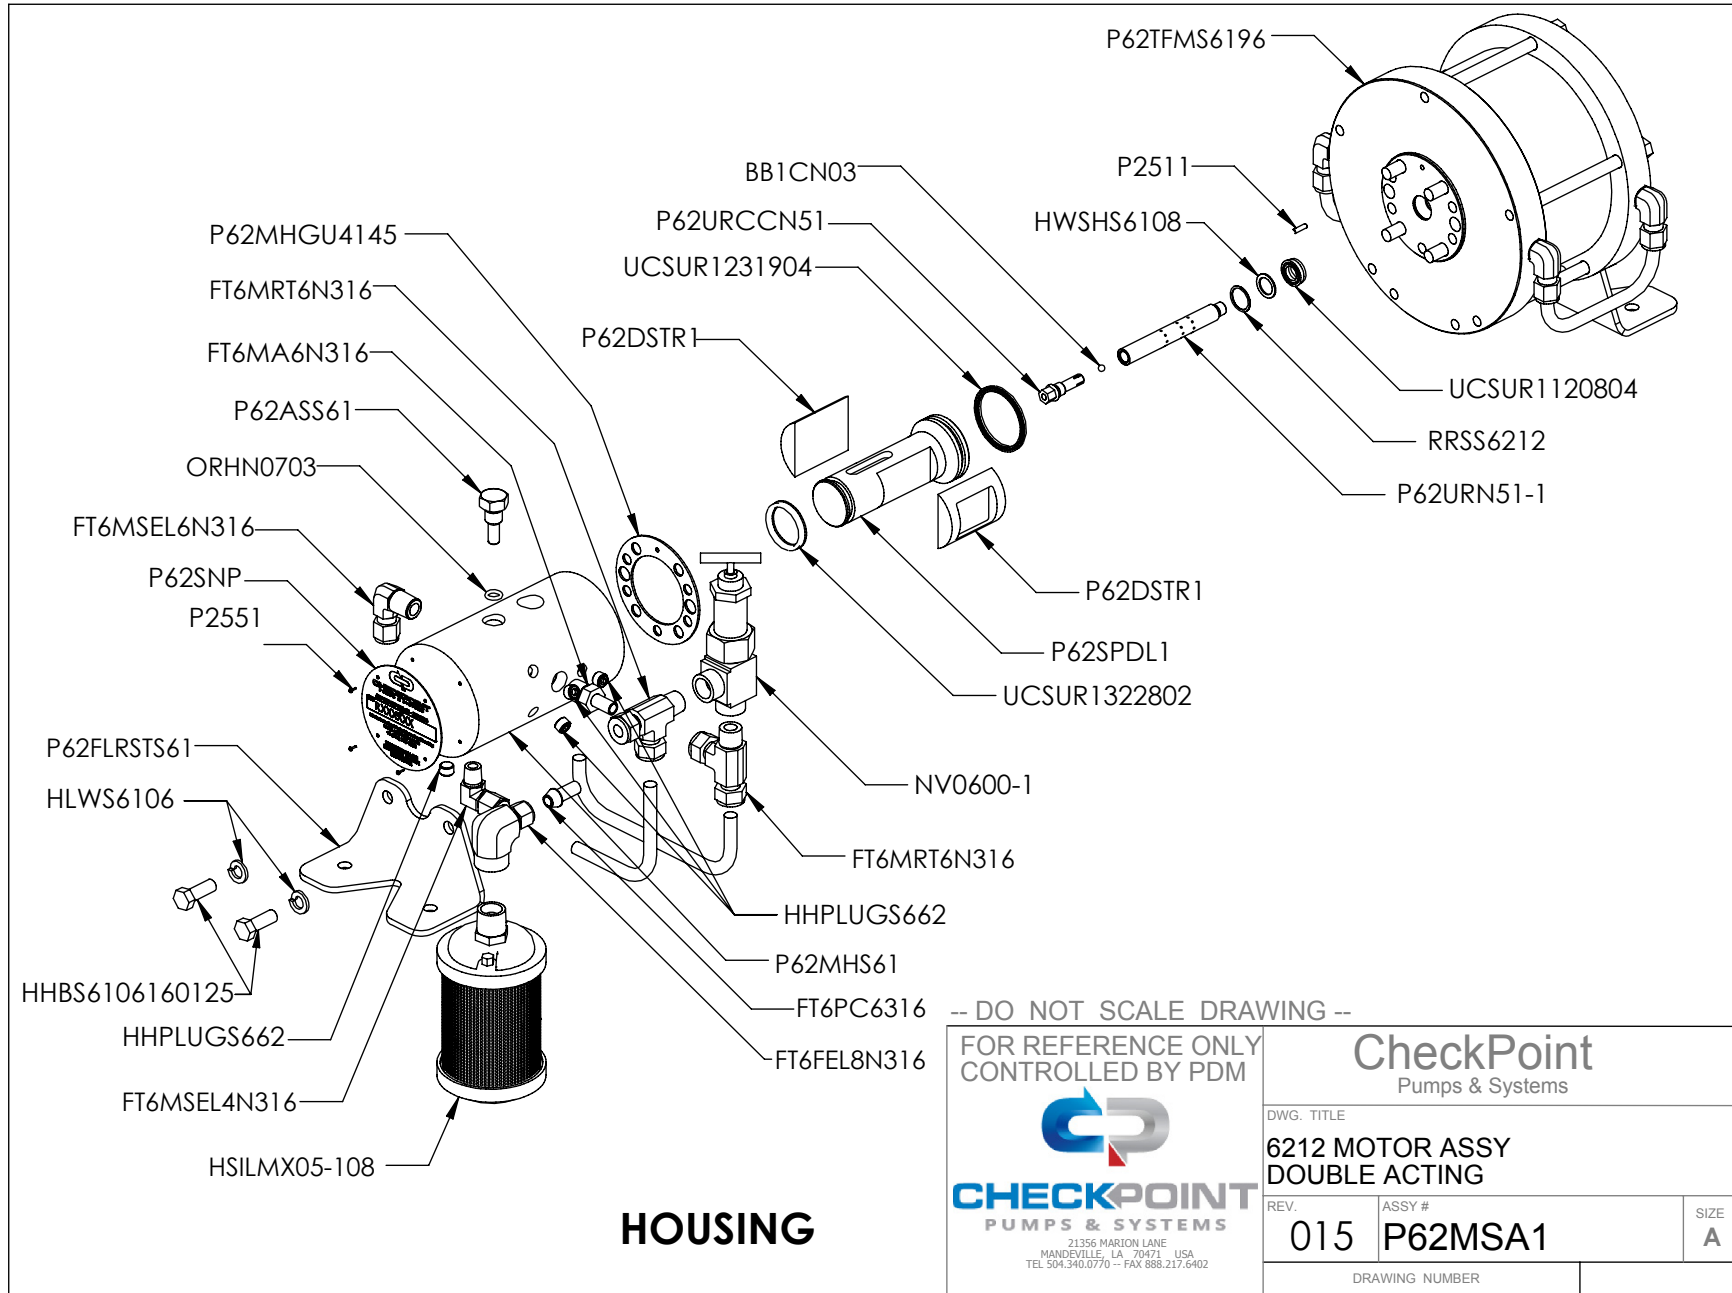 P62TFMS6196
BB1CN03
P2511
P62URCCN51
HWSHS6108
P62MHGU4145
UCSUR1231904
FT6MRT6N316
P62DSTR1
FT6MA6N316
UCSUR1120804
P62ASS61
RRSS6212
ORHN0703
P62URN51-1
FT6MSEL6N316
P62SNP
P62DSTR1
P2551
P62SPDL1
UCSUR1322802
P62FLRSTS61
HLWS6106
NV0600-1
FT6MRT6N316
HHPLUGS662
P62MHS61
HHBS6106160125
FT6PC6316
HHPLUGS662
FT6FEL8N316
FT6MSEL4N316
HSILMX05-108
HOUSING
-- DO NOT SCALE DRAWING --
FOR REFERENCE ONLY
CONTROLLED BY PDM
CHECKPOINT
PUMPS & SYSTEMS
21356 MARION LANE
MANDEVILLE, LA 70471 USA
TEL 504.340.0770 -- FAX 888.217.6402
CheckPoint
Pumps & Systems
DWG. TITLE
6212 MOTOR ASSY
DOUBLE ACTING
REV.
015
ASSY #
P62MSA1
SIZE
A
DRAWING NUMBER